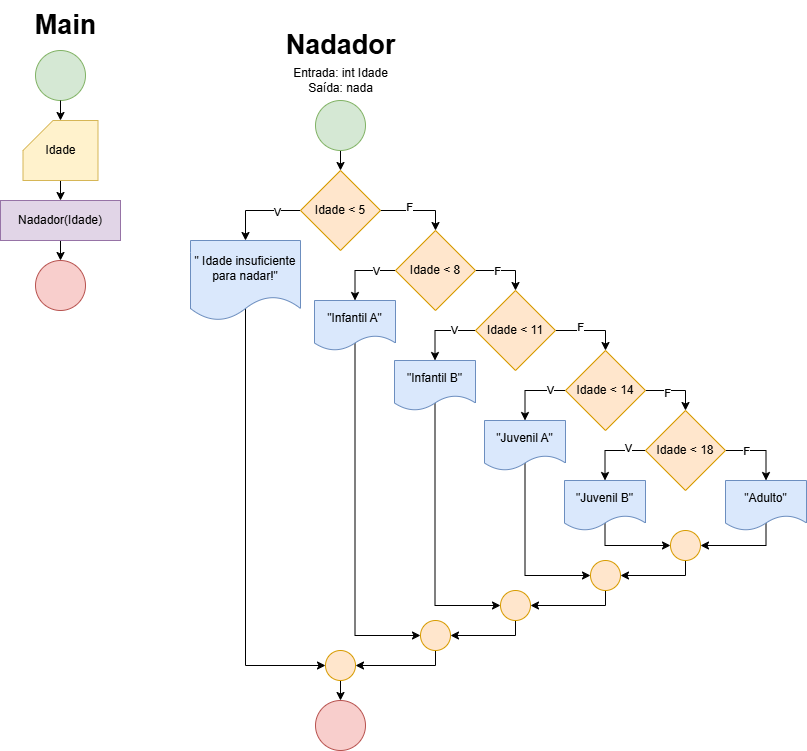 Main
Idade
Nadador(Idade)
Nadador
Entrada: int Idade
Saída: nada
Idade < 5
V
F
" Idade insuficiente
para nadar!"
Idade < 8
V
F
"Infantil A"
Idade < 11
V
F
"Infantil B"
Idade < 14
V
F
"Juvenil A"
Idade < 18
V
F
"Juvenil B"
"Adulto"